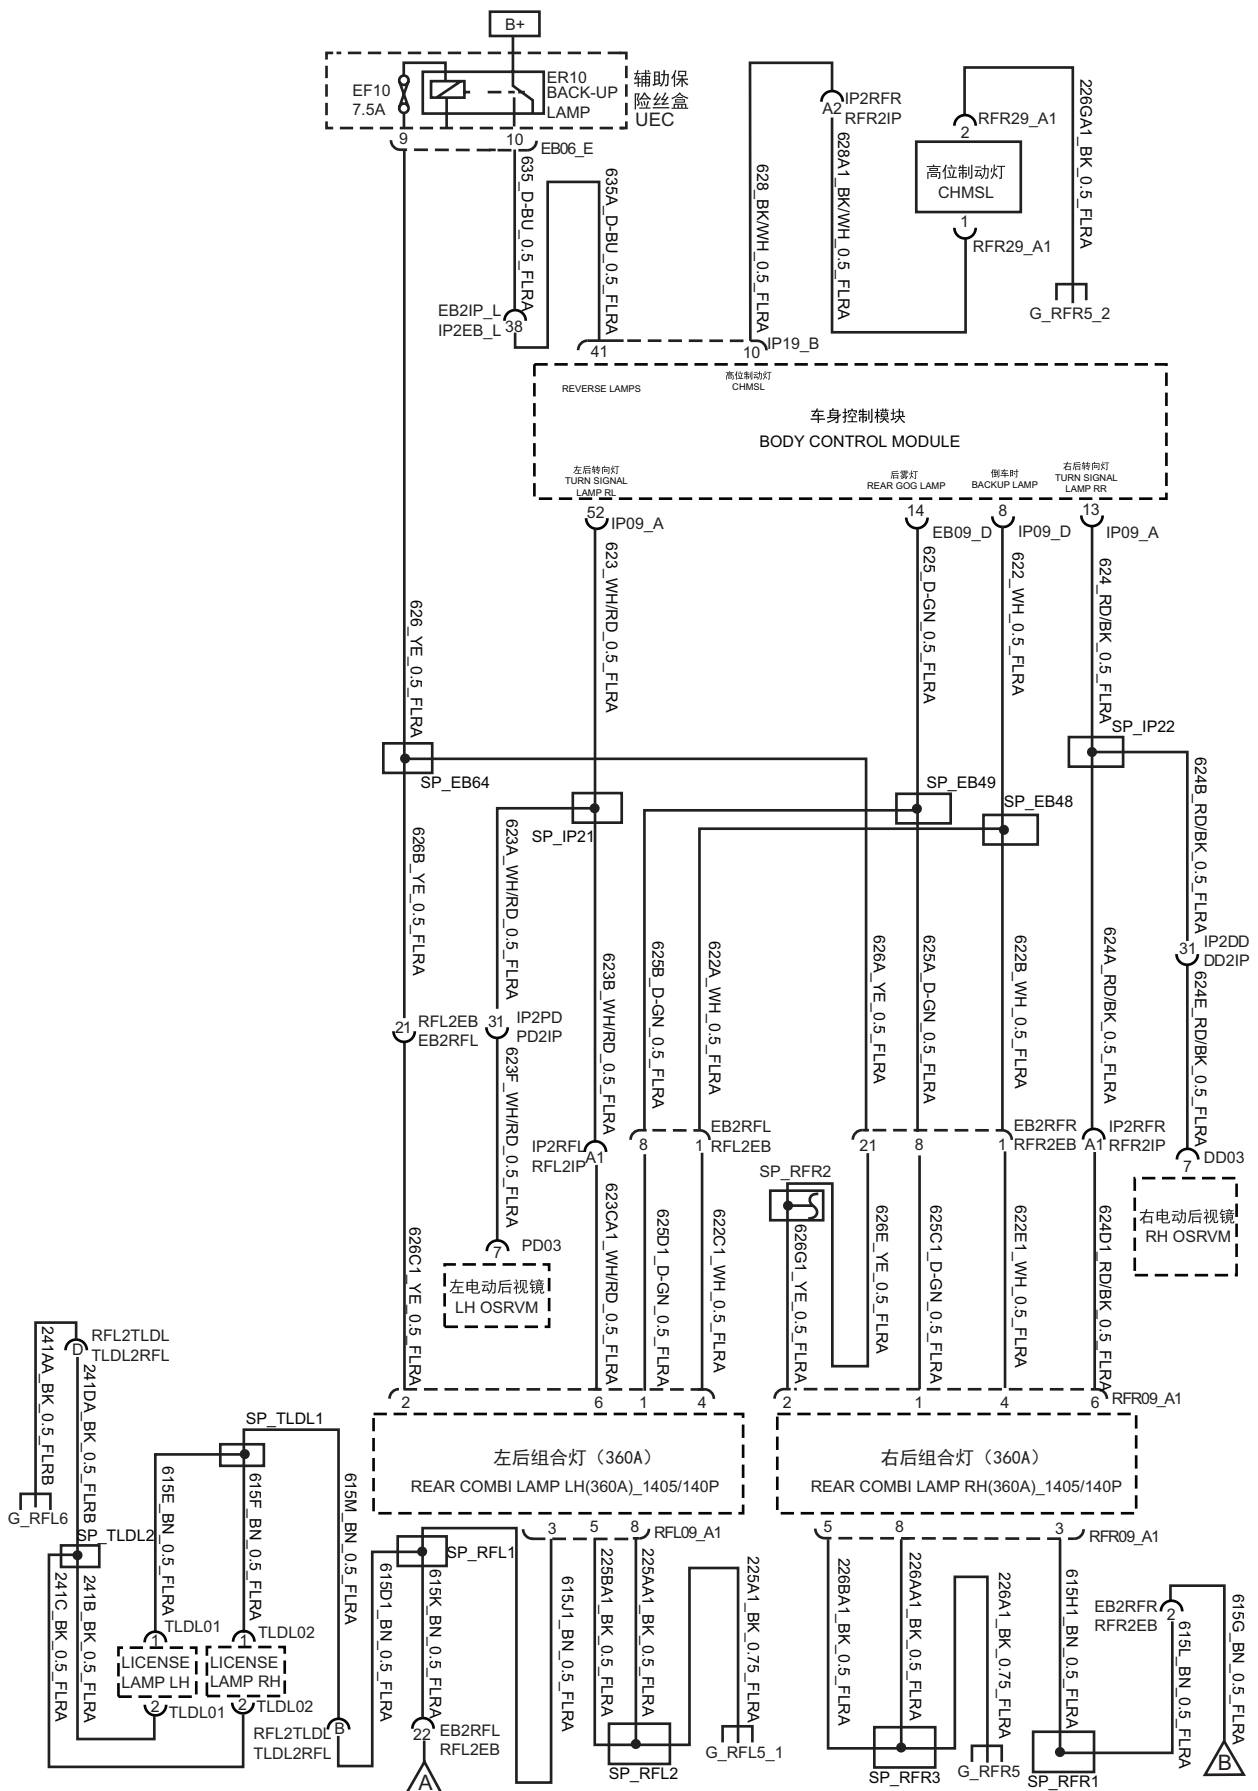 B+
EF10
7.5A
ER10
BACK-UP
LAMP
辅助保
险丝盒
UEC
9
10
EB06_E
635_D-BU_0.5_FLRA
635A_D-BU_0.5_FLRA
EB2IP_L
IP2EB_L
38
628_BK/WH_0.5_FLRA
A2
IP2RFR
RFR2IP
628A1_BK/WH_0.5_FLRA
RFR29_A1
2
高位制动灯
CHMSL
1
RFR29_A1
226GA1_BK_0.5_FLRA
G_RFR5_2
41
10
IP19_B
REVERSE LAMPS
高位制动灯
CHMSL
车身控制模块
BODY CONTROL MODULE
左后转向灯
TURN SIGNAL
LAMP RL
后雾灯
REAR GOG LAMP
倒车时
BACKUP LAMP
右后转向灯
TURN SIGNAL
LAMP RR
52
IP09_A
14
EB09_D
8
IP09_D
13
IP09_A
626_YE_0.5_FLRA
623_WH/RD_0.5_FLRA
625_D-GN_0.5_FLRA
622_WH_0.5_FLRA
624_RD/BK_0.5_FLRA
SP_IP22
SP_EB64
SP_IP21
SP_EB49
SP_EB48
624B_RD/BK_0.5_FLRA
626B_YE_0.5_FLRA
623A_WH/RD_0.5_FLRA
623B_WH/RD_0.5_FLRA
625B_D-GN_0.5_FLRA
622A_WH_0.5_FLRA
626A_YE_0.5_FLRA
625A_D-GN_0.5_FLRA
622B_WH_0.5_FLRA
624A_RD/BK_0.5_FLRA
31
IP2DD
DD2IP
624E_RD/BK_0.5_FLRA
21
RFL2EB
EB2RFL
31
IP2PD
PD2IP
623F_WH/RD_0.5_FLRA
IP2RFL
RFL2IP
A1
8
1
EB2RFL
RFL2EB
21
8
1
EB2RFR
RFR2EB
A1
IP2RFR
RFR2IP
7
DD03
右电动后视镜
RH OSRVM
SP_RFR2
626C1_YE_0.5_FLRA
7
PD03
左电动后视镜
LH OSRVM
623CA1_WH/RD_0.5_FLRA
625D1_D-GN_0.5_FLRA
622C1_WH_0.5_FLRA
626G1_YE_0.5_FLRA
626E_YE_0.5_FLRA
625C1_D-GN_0.5_FLRA
622E1_WH_0.5_FLRA
624D1_RD/BK_0.5_FLRA
2
6
1
4
2
1
4
6
RFR09_A1
左后组合灯（360A）
REAR COMBI LAMP LH(360A)_1405/140P
右后组合灯（360A）
REAR COMBI LAMP RH(360A)_1405/140P
3
5
8
RFL09_A1
5
8
3
RFR09_A1
241AA_BK_0.5_FLRB
D
RFL2TLDL
TLDL2RFL
241DA_BK_0.5_FLRB
G_RFL6
SP_TLDL1
SP_TLDL2
615E_BN_0.5_FLRA
615F_BN_0.5_FLRA
615M_BN_0.5_FLRA
241C_BK_0.5_FLRA
241B_BK_0.5_FLRA
1
TLDL01
LICENSE
LAMP LH
2
TLDL01
1
TLDL02
LICENSE
LAMP RH
2
TLDL02
RFL2TLDL
TLDL2RFL
B
SP_RFL1
615D1_BN_0.5_FLRA
615K_BN_0.5_FLRA
22
EB2RFL
RFL2EB
A
615J1_BN_0.5_FLRA
225BA1_BK_0.5_FLRA
225AA1_BK_0.5_FLRA
225A1_BK_0.75_FLRA
SP_RFL2
G_RFL5_1
226BA1_BK_0.5_FLRA
226AA1_BK_0.5_FLRA
226A1_BK_0.75_FLRA
SP_RFR3
G_RFR5
615H1_BN_0.5_FLRA
SP_RFR1
EB2RFR
RFR2EB
2
615L_BN_0.5_FLRA
615G_BN_0.5_FLRA
B